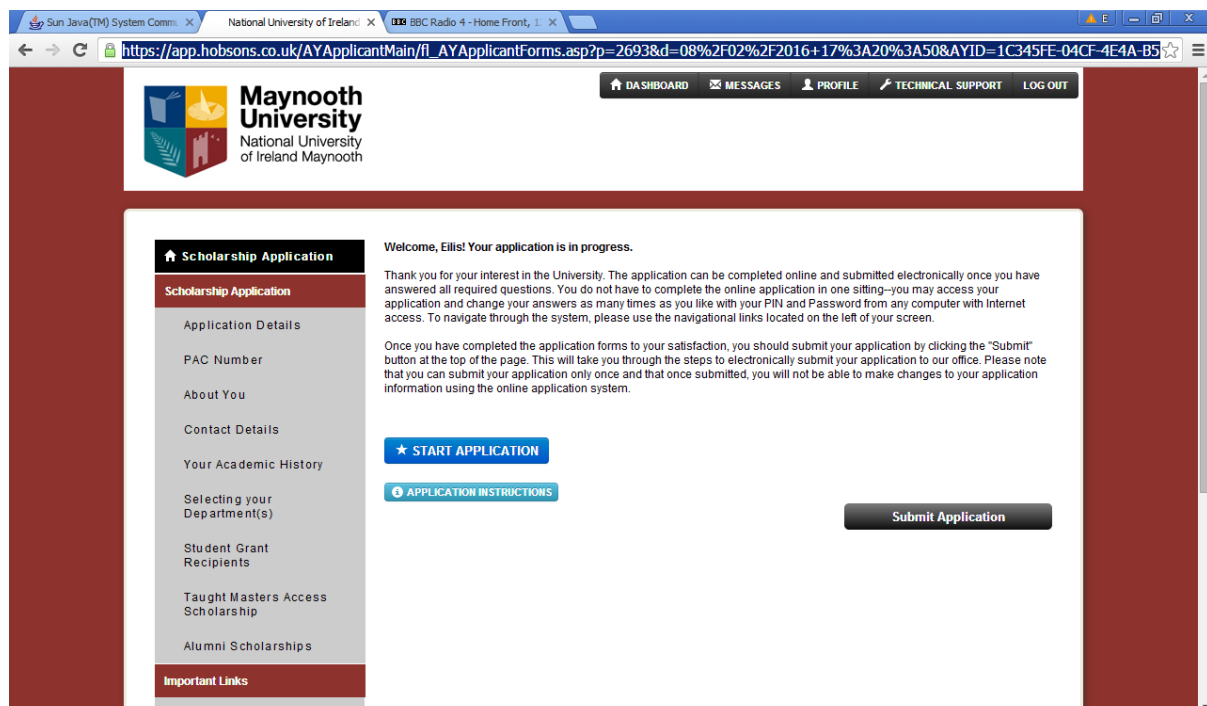 Sun Java(TM) System Commu
National University of Ireland
BBC Radio 4 - Home Front, 1
E
https://app.hobsons.co.uk/AYApplicantMain/fl_AYApplicantForms.asp?p=2693&d=08%2F02%2F2016+17%3A20%3A50&AYID=1C345FE-04CF-4E4A-B5
DASHBOARD MESSAGES PROFILE TECHNICAL SUPPORT LOG OUT
Maynooth
University
National University
of Ireland Maynooth
Scholarship Application
Scholarship Application
Application Details
PAC Number
About You
Contact Details
Your Academic History
Selecting your
Department(s)
Student Grant
Recipients
Taught Masters Access
Scholarship
Alumni Scholarships
Important Links
Welcome, Eilis! Your application is in progress.
Thank you for your interest in the University. The application can be completed online and submitted electronically once you have
answered all required questions. You do not have to complete the online application in one sitting--you may access your
application and change your answers as many times as you like with your PIN and Password from any computer with Internet
access. To navigate through the system, please use the navigational links located on the left of your screen.
Once you have completed the application forms to your satisfaction, you should submit your application by clicking the "Submit"
button at the top of the page. This will take you through the steps to electronically submit your application to our office. Please note
that you can submit your application only once and that once submitted, you will not be able to make changes to your application
information using the online application system.
START APPLICATION
APPLICATION INSTRUCTIONS
Submit Application